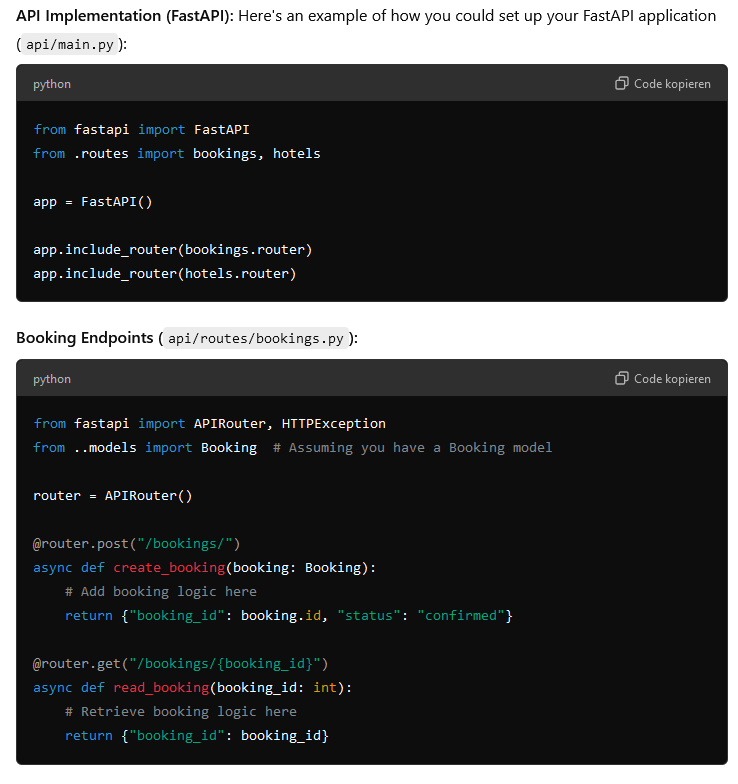 API Implementation (FastAPI): Here's an example of how you could set up your FastAPI application
(api/main.py):
python
Code kopieren
from fastapi import FastAPI
from .routes import bookings, hotels
app = FastAPI()
app.include_router(bookings.router)
app.include_router(hotels.router)
Booking Endpoints (api/routes/bookings.py):
python
Code kopieren
from fastapi import APIRouter, HTTPException
from ..models import Booking  # Assuming you have a Booking model
router = APIRouter()
@router.post("/bookings/")
async def create_booking(booking: Booking):
    # Add booking logic here
    return {"booking_id": booking.id, "status": "confirmed"}
@router.get("/bookings/{booking_id}")
async def read_booking(booking_id: int):
    # Retrieve booking logic here
    return {"booking_id": booking_id}